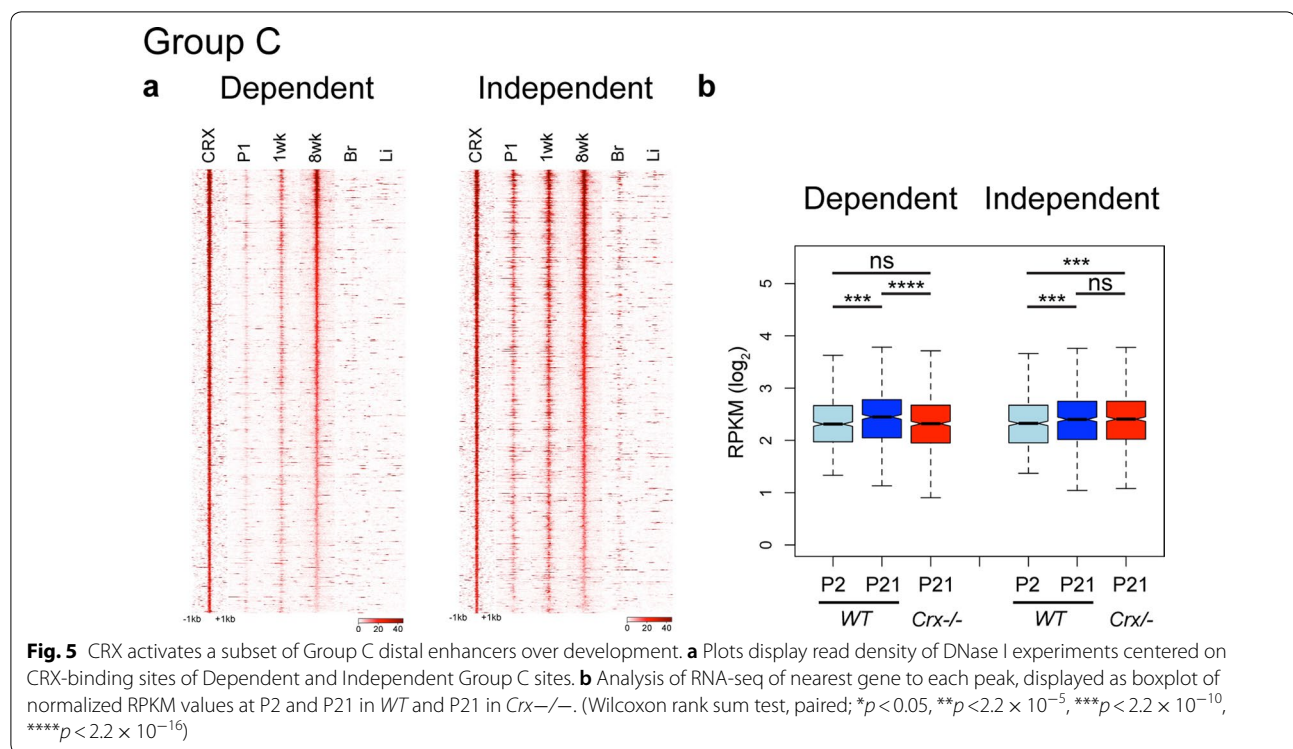 Group C
a Dependent Independent b
CRX P1 1wk 8wk Br Li CRX P1 1wk 8wk Br Li
Dependent Independent
ns ***
*** **** *** ns
RPKM (log2)
5
4
3
2
1
0
P2 P21 P21 P2 P21 P21
WT Crx-/- WT Crx/-
-1kb +1kb 0 20 40 -1kb +1kb 0 20 40
Fig. 5 CRX activates a subset of Group C distal enhancers over development. a Plots display read density of DNase I experiments centered on
CRX-binding sites of Dependent and Independent Group C sites. b Analysis of RNA-seq of nearest gene to each peak, displayed as boxplot of
normalized RPKM values at P2 and P21 in WT and P21 in Crx−/−. (Wilcoxon rank sum test, paired; *p < 0.05, **p < 2.2 × 10−5, ***p < 2.2 × 10−10,
****p < 2.2 × 10−16)